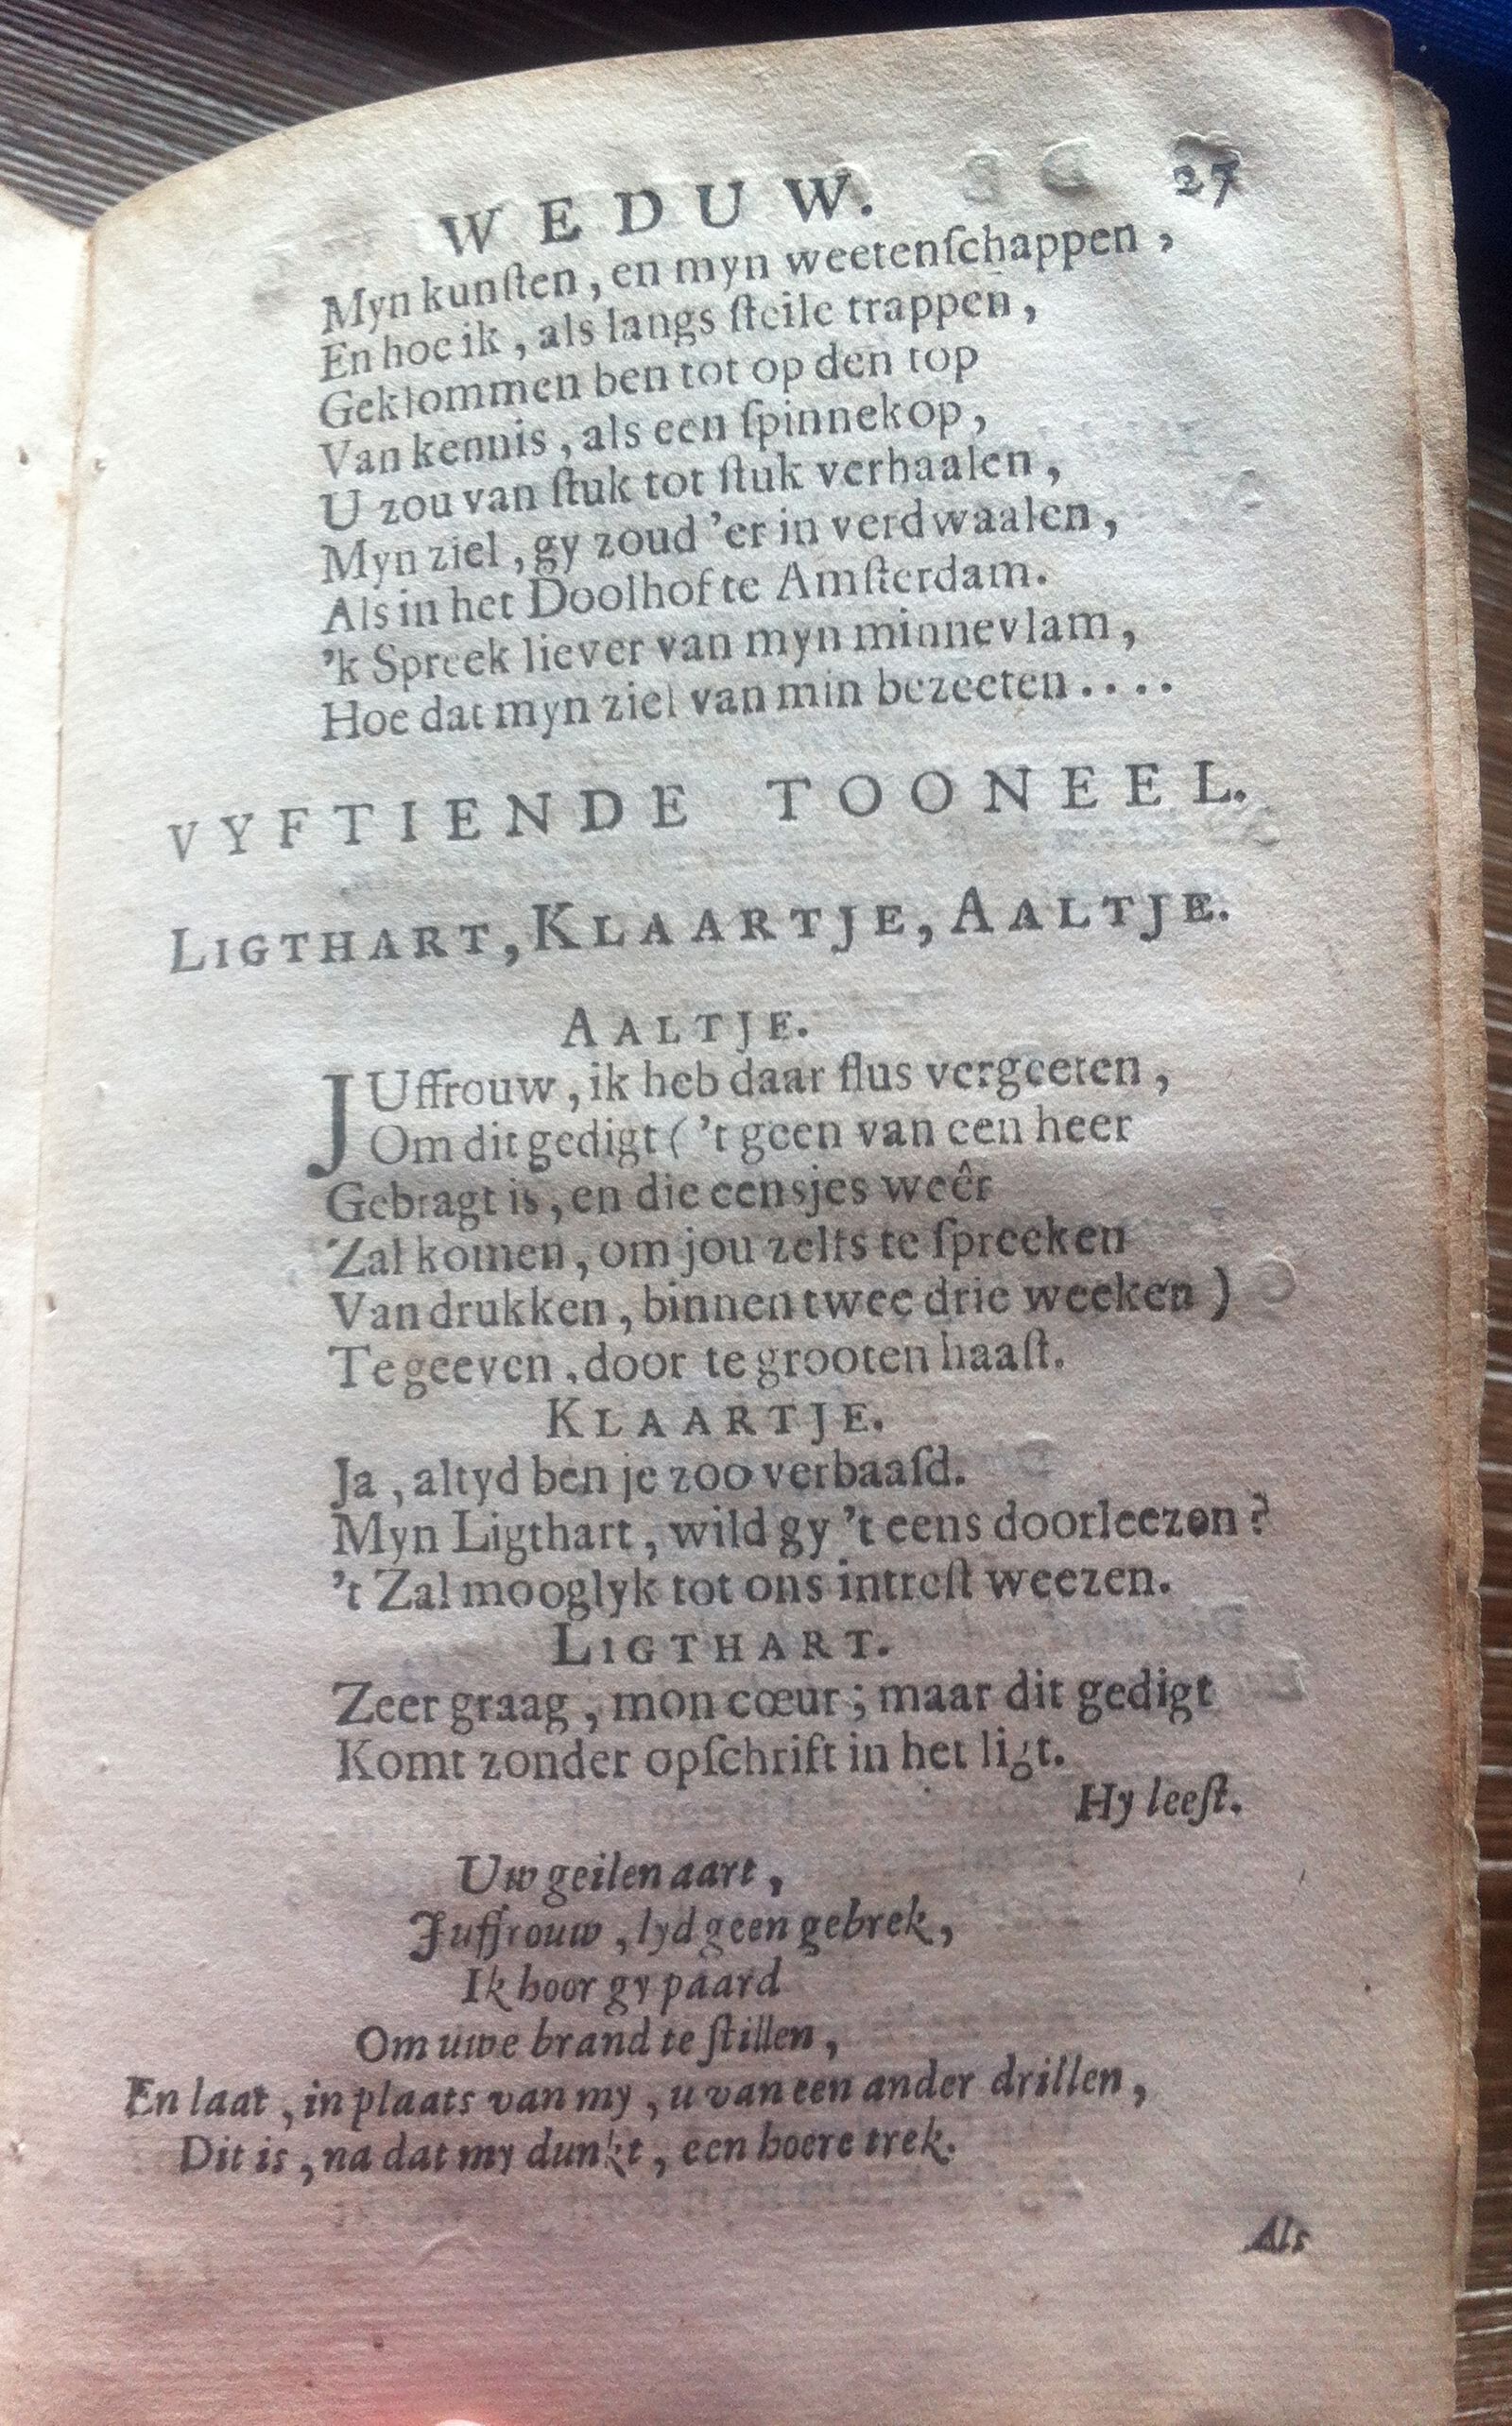 WEDUW. 27
Myn kunſten, en myn weetenſchappen,
En hoe ik, als langs ſteile trappen,
Geklommen ben tot op den top
Van kennis, als een ſpinnekop,
U zou van ſtuk tot ſtuk verhaalen,
Myn ziel, gy zoud 'er in verdwaalen,
Als in het Doolhof te Amſterdam.
'k Spreek liever van myn minnevlam,
Hoe dat myn ziel van min bezeeten....
VYFTIENDE TOONEEL.
LIGTHART, KLAARTJE, AALTJE.
AALTJE.
JUffrouw, ik heb daar flus vergeeten,
Om dit gedigt ('t geen van een heer
Gebragt is, en die eensjes weêr
Zal komen, om jou zelfs te ſpreeken
Van drukken, binnen twee drie weeken)
Te geeven, door te grooten haaſt.
KLAARTJE.
Ja, altyd ben je zoo verbaaſd.
Myn Ligthart, wild gy 't eens doorleezen?
't Zal mooglyk tot ons intreſt weezen.
LIGTHART.
Zeer graag, mon cœur; maar dit gedigt
Komt zonder opſchrift in het ligt.
Hy leeſt.
Uw geilen aart,
Juffrouw, lyd geen gebrek,
Ik hoor gy paard
Om uwe brand te ſtillen,
En laat, in plaats van my, u van een ander drillen,
Dit is, na dat my dunkt, een hoere trek.
Als